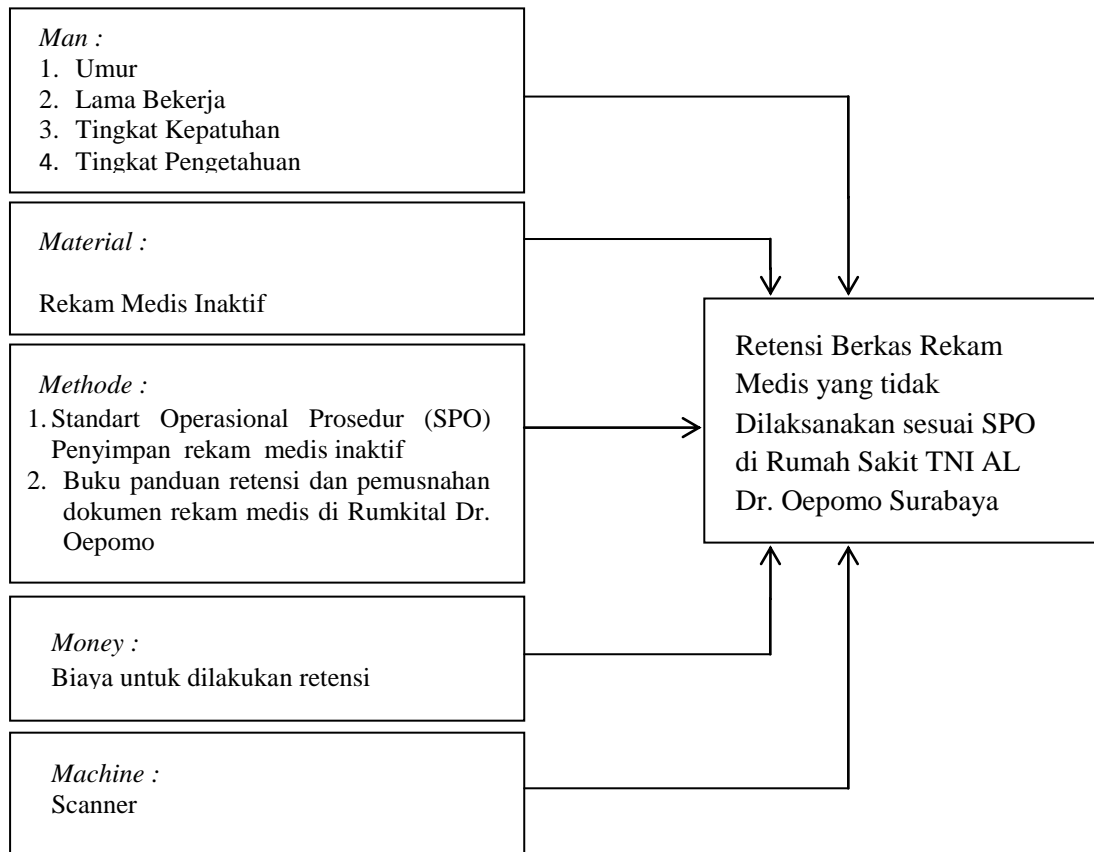 Man :
1. Umur
2. Lama Bekerja
3. Tingkat Kepatuhan
4. Tingkat Pengetahuan
Material :
Rekam Medis Inaktif
Methode :
1. Standart Operasional Prosedur (SPO)
Penyimpan rekam medis inaktif
2. Buku panduan retensi dan pemusnahan
dokumen rekam medis di Rumkital Dr.
Oepomo
Money :
Biaya untuk dilakukan retensi
Machine :
Scanner
Retensi Berkas Rekam
Medis yang tidak
Dilaksanakan sesuai SPO
di Rumah Sakit TNI AL
Dr. Oepomo Surabaya